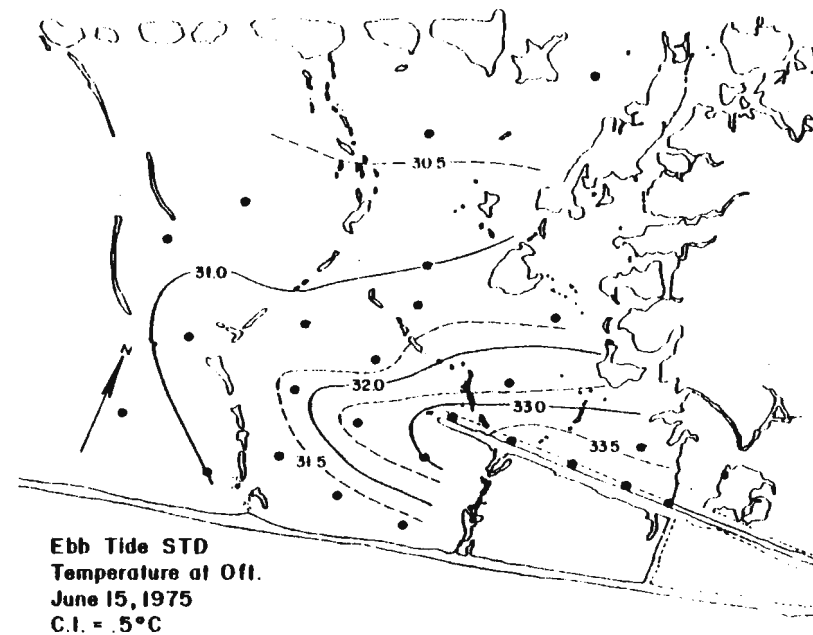 30.5
31.0
N
32.0
33.0
33.5
31.5
Ebb Tide STD
Temperature at 0ft.
June 15, 1975
C.I. = .5°C